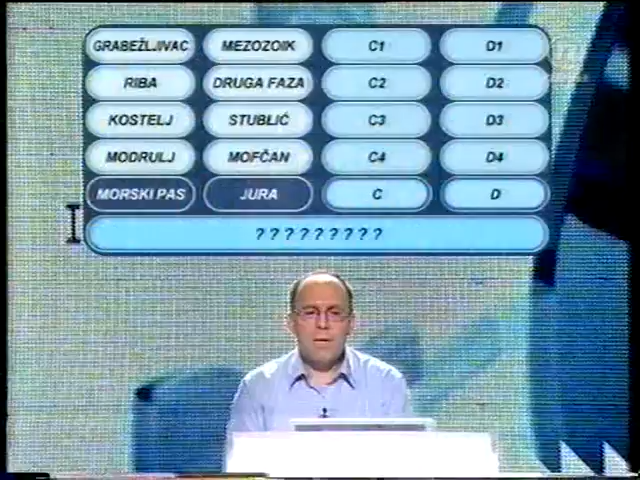 GRABEŽLJIVAC MEZOZOIK C1 D1
RIBA DRUGA FAZA C2 D2
KOSTELJ STUBLIĆ C3 D3
MODRULJ MOFČAN C4 D4
MORSKI PAS JURA C D
?????????